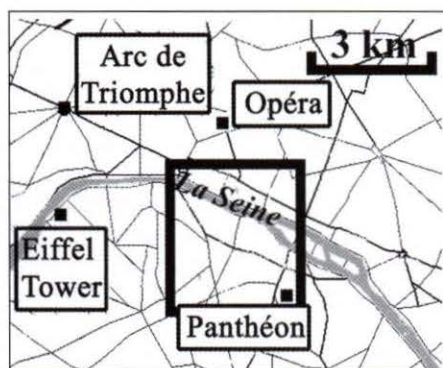 Arc de
Triomphe
3 km
Opéra
La Seine
Eiffel
Tower
Panthéon